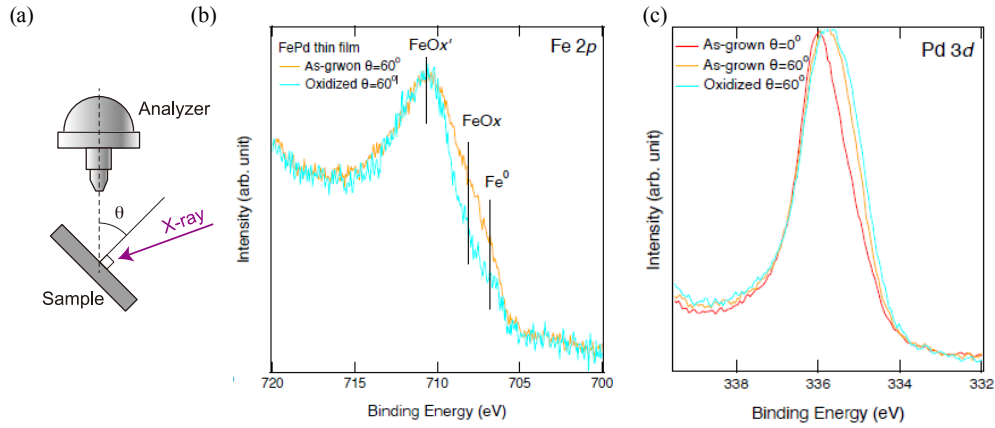 (a)
Analyzer
θ
X-ray
Sample
(b)
FePd thin film
As-grwon θ=60°
Oxidized θ=60°
FeOx'
Fe 2p
FeOx
Fe⁰
Intensity (arb. unit)
720
715
710
705
700
Binding Energy (eV)
(c)
As-grown θ=0°
As-grown θ=60°
Oxidized θ=60°
Pd 3d
Intensity (arb. unit)
338
336
334
332
Binding Energy (eV)